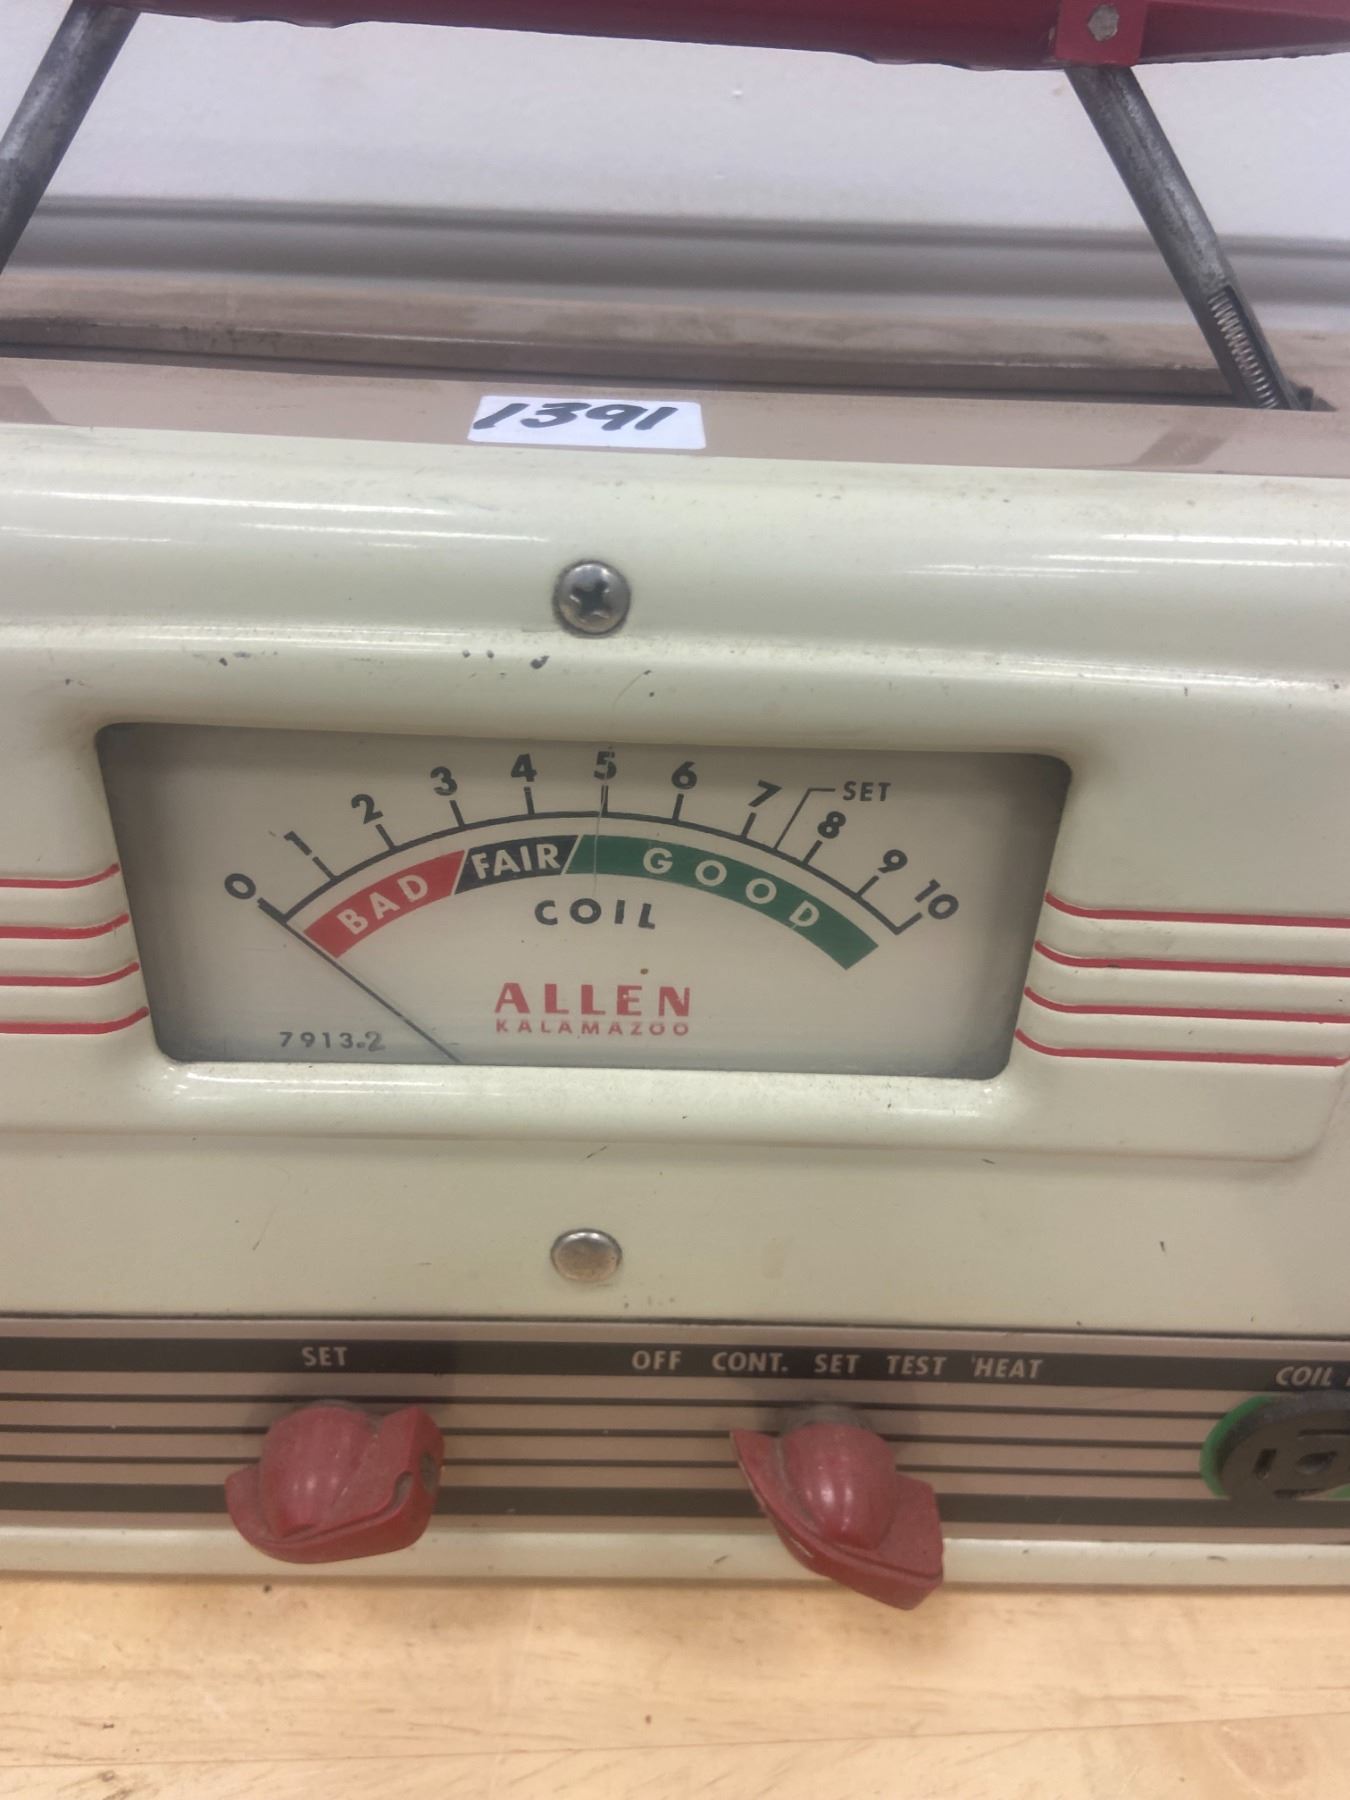 1391
0 1 2 3 4 5 6 7 SET 8 9 10
BAD FAIR GOOD
COIL
ALLEN
KALAMAZOO
7913.2
SET OFF CONT. SET TEST HEAT COIL